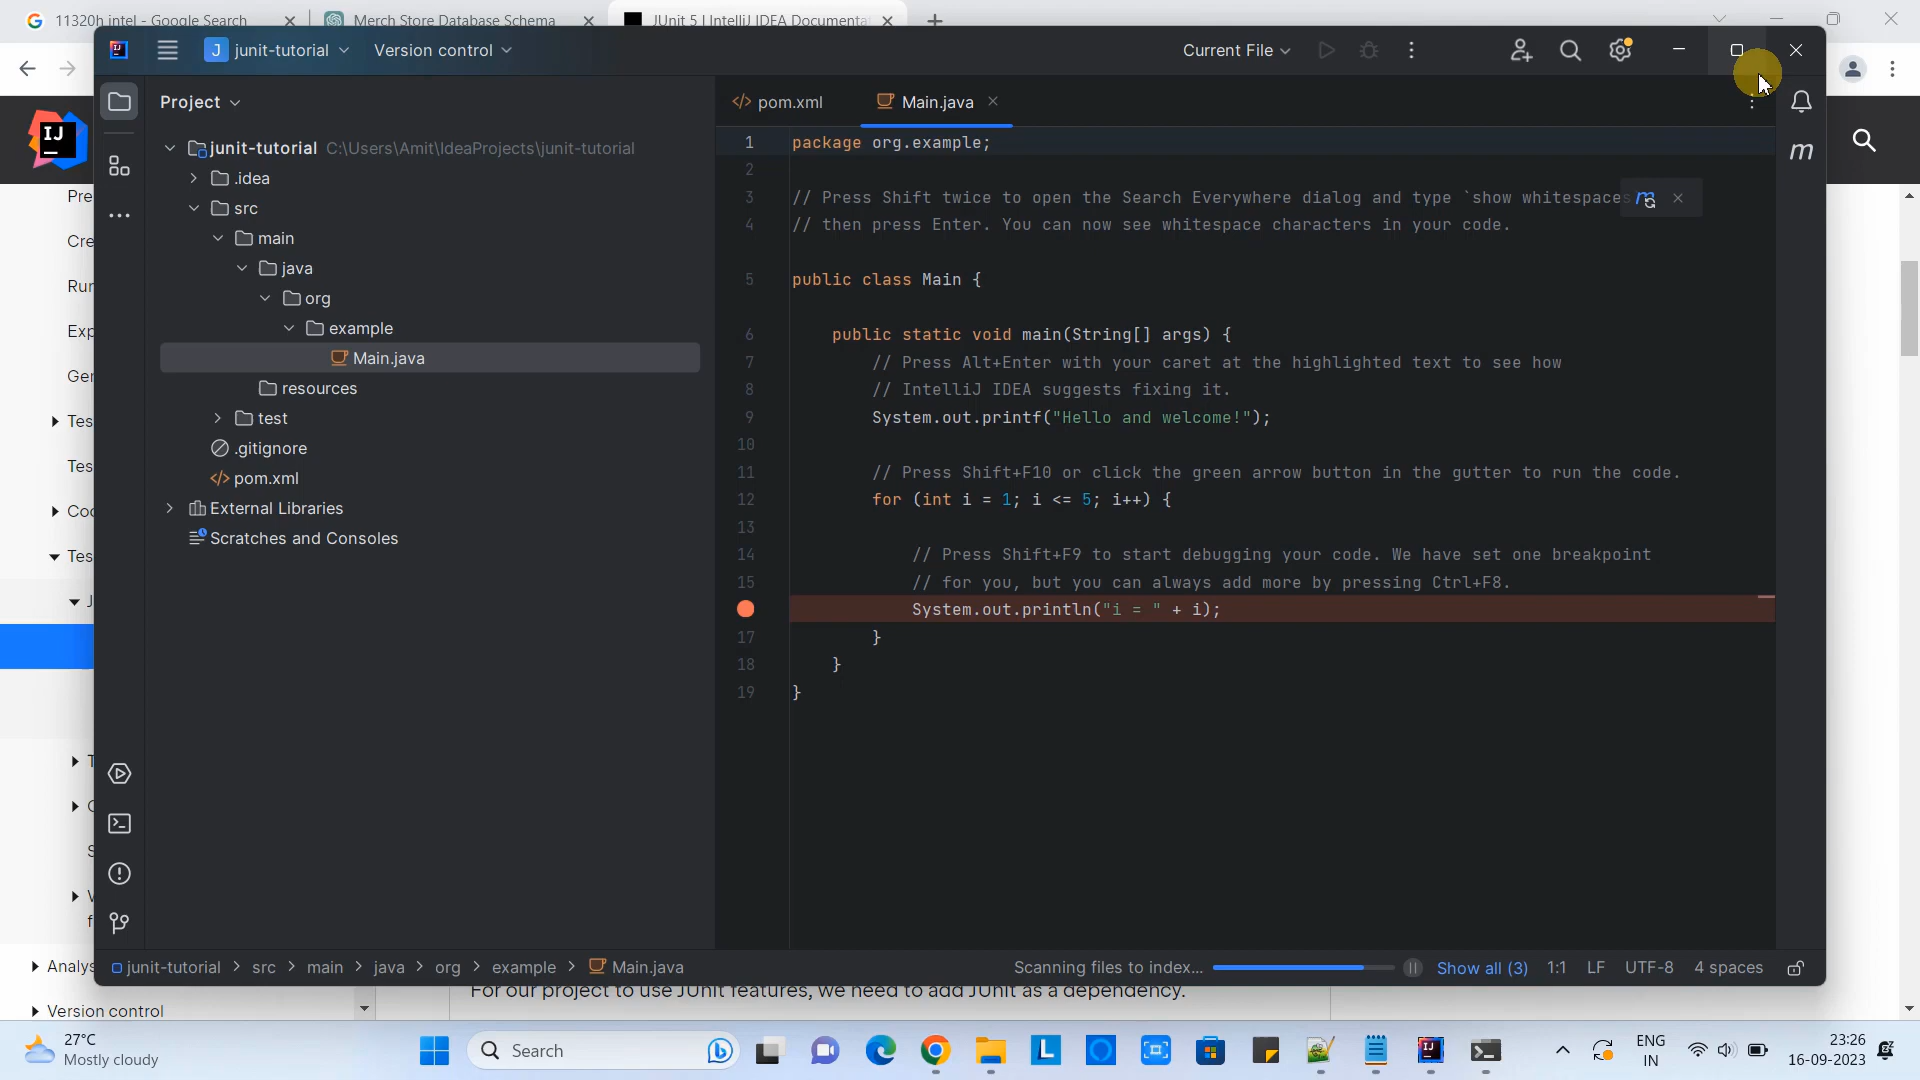 11320h intel - Google Search
Merch Store Database Schema
JUnit 5 | IntelliJ IDEA Documenta
J junit-tutorial
Version control
Current File
IJ
Project
pom.xml
Main.java
junit-tutorial C:\Users\Amit\IdeaProjects\junit-tutorial
.idea
src
main
java
org
example
Main.java
resources
test
.gitignore
pom.xml
External Libraries
Scratches and Consoles
1 package org.example;
2
3 // Press Shift twice to open the Search Everywhere dialog and type `show whitespaces
4 // then press Enter. You can now see whitespace characters in your code.
5 public class Main {
6 public static void main(String[] args) {
7 // Press Alt+Enter with your caret at the highlighted text to see how
8 // IntelliJ IDEA suggests fixing it.
9 System.out.printf("Hello and welcome!");
10
11 // Press Shift+F10 or click the green arrow button in the gutter to run the code.
12 for (int i = 1; i <= 5; i++) {
13
14 // Press Shift+F9 to start debugging your code. We have set one breakpoint
15 // for you, but you can always add more by pressing Ctrl+F8.
System.out.println("i = " + i);
17 }
18 }
19 }
m
Pre
Cre
Run
Exp
Ger
Tes
Tes
Coc
Tes
J
Analys
Version control
junit-tutorial > src > main > java > org > example > Main.java
Scanning files to index...
Show all (3)
1:1
LF
UTF-8
4 spaces
For our project to use JUnit features, we need to add JUnit as a dependency.
27°C
Mostly cloudy
Search
ENG
IN
23:26
16-09-2023